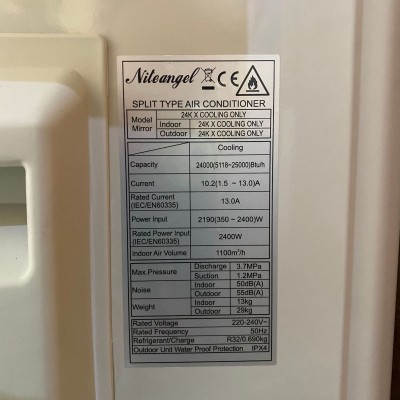 Nileangel CE
SPLIT TYPE AIR CONDITIONER
Model 24K X COOLING ONLY
Mirror Indoor 24K X COOLING ONLY
Outdoor 24K X COOLING ONLY
Cooling
Capacity 24000(5118~25000)Btu/h
Current 10.2(1.5 ~ 13.0)A
Rated Current
(IEC/EN60335) 13.0A
Power Input 2190(350 ~ 2400)W
Rated Power Input
(IEC/EN60335) 2400W
Indoor Air Volume 1100m³/h
Max.Pressure Discharge 3.7MPa
Suction 1.2MPa
Noise Indoor 50dB(A)
Outdoor 55dB(A)
Weight Indoor 13kg
Outdoor 29kg
Rated Voltage 220-240V~
Rated Frequency 50Hz
Refrigerant/Charge R32/0.690kg
Outdoor Unit Water Proof Protection IPX4